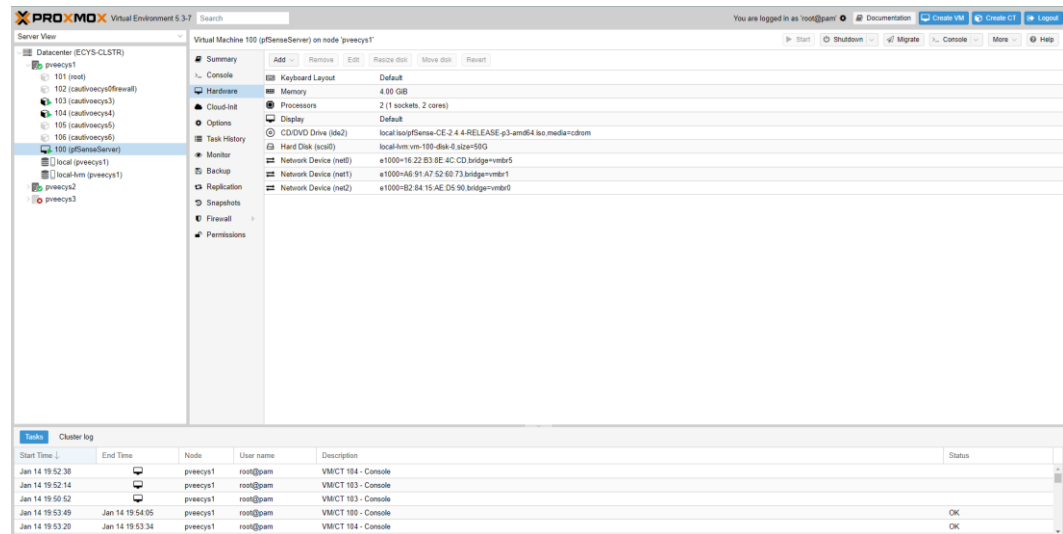 PROXMOX Virtual Environment 5.3-7 Search You are logged in as 'root@pam' Documentation Create VM Create CT Logout
Server View
Datacenter (ECYS-CLSTR)
pveecys1
101 (root)
102 (cautivoecys0firewall)
103 (cautivoecys3)
104 (cautivoecys4)
105 (cautivoecys5)
106 (cautivoecys6)
100 (pfSenseServer)
local (pveecys1)
local-lvm (pveecys1)
pveecys2
pveecys3
Virtual Machine 100 (pfSenseServer) on node 'pveecys1' Start Shutdown Migrate Console More Help
Summary
Console
Hardware
Cloud-Init
Options
Task History
Monitor
Backup
Replication
Snapshots
Firewall
Permissions
Add Remove Edit Resize disk Move disk Revert
Keyboard Layout Default
Memory 4.00 GiB
Processors 2 (1 sockets, 2 cores)
Display Default
CD/DVD Drive (ide2) local:iso/pfSense-CE-2.4.4-RELEASE-p3-amd64.iso,media=cdrom
Hard Disk (scsi0) local-lvm:vm-100-disk-0,size=50G
Network Device (net0) e1000=16:22:B3:8E:4C:CD,bridge=vmbr5
Network Device (net1) e1000=A6:91:A7:52:60:73,bridge=vmbr1
Network Device (net2) e1000=B2:84:15:AE:D5:90,bridge=vmbr0
Tasks Cluster log
Start Time ↓ End Time Node User name Description Status
Jan 14 19:52:38 pveecys1 root@pam VM/CT 104 - Console
Jan 14 19:52:14 pveecys1 root@pam VM/CT 103 - Console
Jan 14 19:50:52 pveecys1 root@pam VM/CT 103 - Console
Jan 14 19:53:49 Jan 14 19:54:05 pveecys1 root@pam VM/CT 100 - Console OK
Jan 14 19:53:20 Jan 14 19:53:34 pveecys1 root@pam VM/CT 104 - Console OK